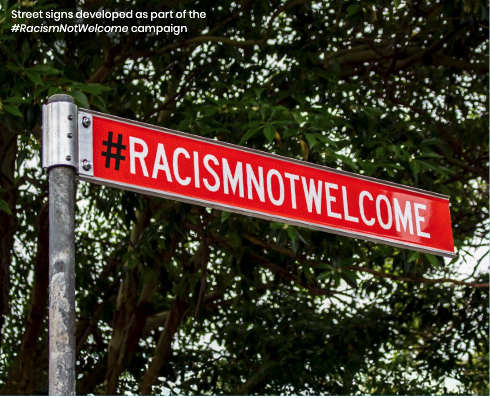 Street signs developed as part of the
#RacismNotWelcome campaign
#RACISMNOTWELCOME